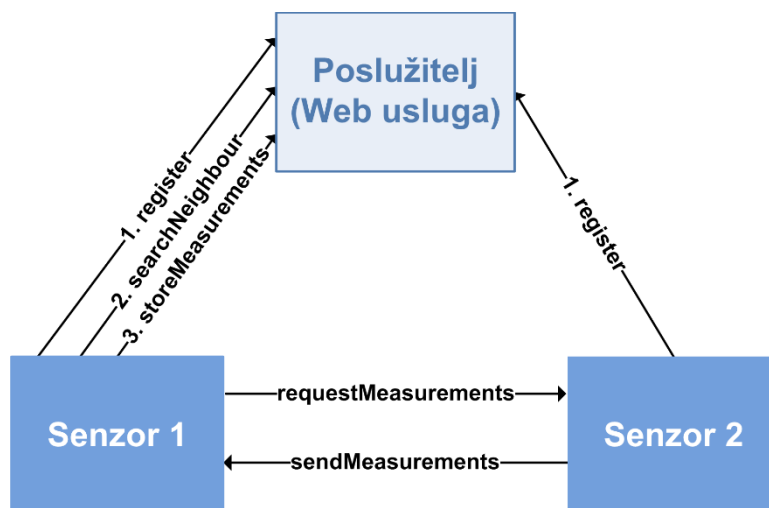 Poslužitelj
(Web usluga)
1. register
2. searchNeighbour
3. storeMeasurements
1. register
requestMeasurements
Senzor 1
Senzor 2
sendMeasurements